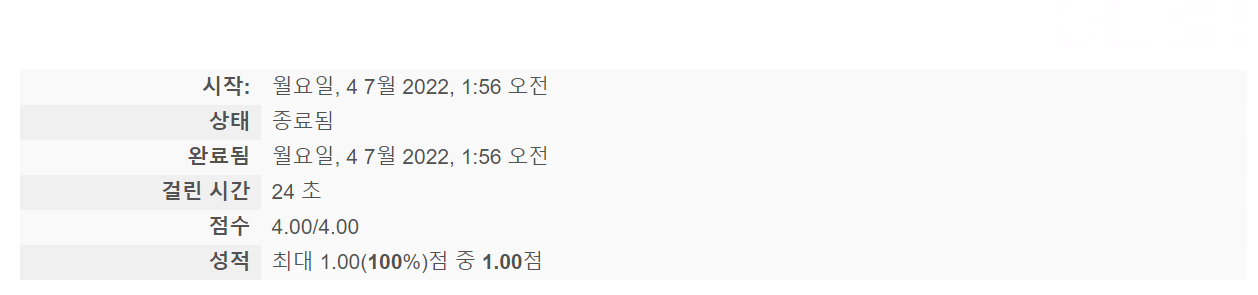 시작: 월요일, 4 7월 2022, 1:56 오전
상태 종료됨
완료됨 월요일, 4 7월 2022, 1:56 오전
걸린 시간 24 초
점수 4.00/4.00
성적 최대 1.00(100%)점 중 1.00점